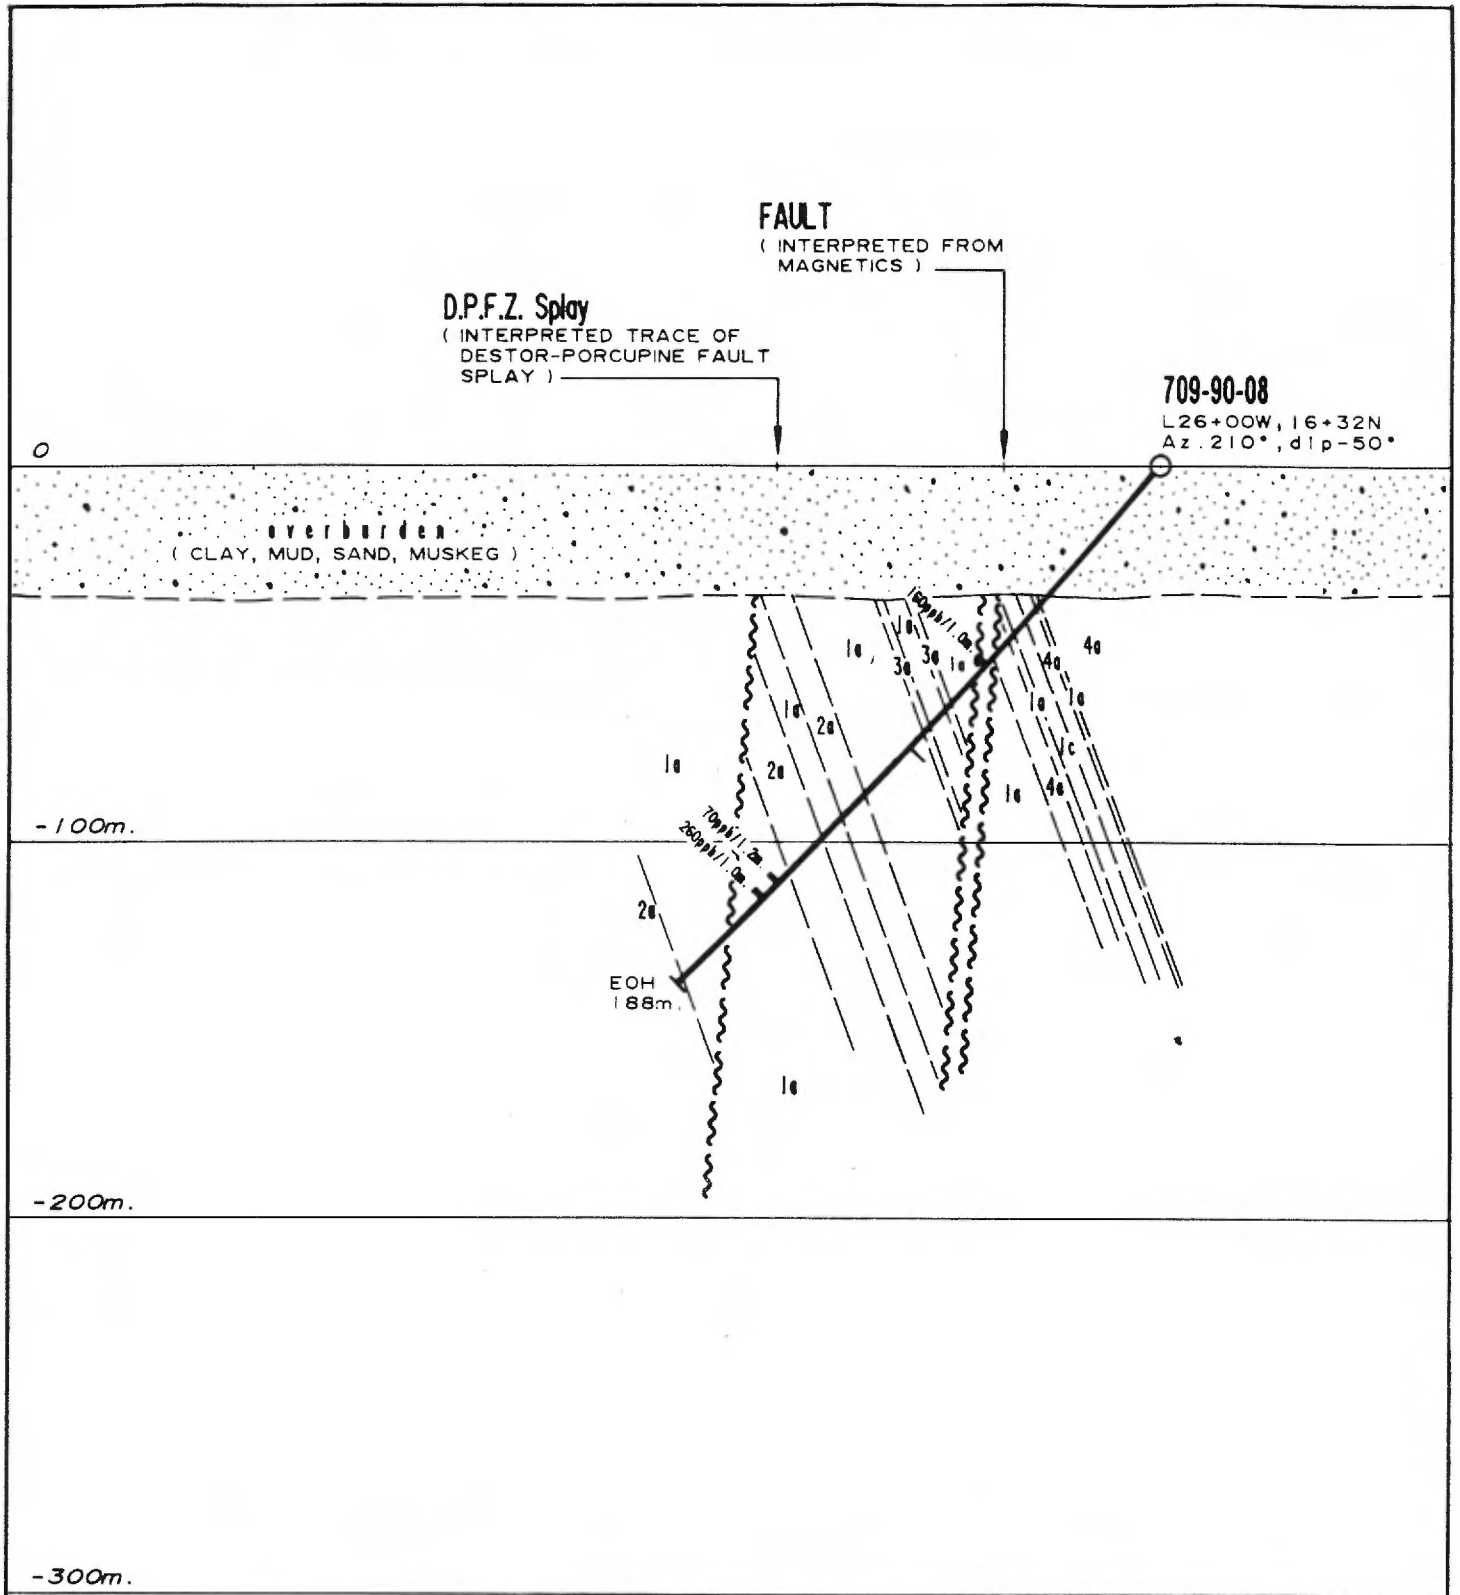 FAULT
( INTERPRETED FROM
MAGNETICS )
D.P.F.Z. Splay
( INTERPRETED TRACE OF
DESTOR-PORCUPINE FAULT
SPLAY )
709-90-08
L26+00W, 16+32N
Az. 210°, dip-50°
0
overburden
( CLAY, MUD, SAND, MUSKEG )
160ppb/1.0m.
1a
1a
3a
3a
1a
4a
4a
1a
1a
1a
2a
1c
1a
2a
4a
1a
-100m.
70ppb/1.2m.
260ppb/1.0m.
2a
EOH
188m.
1a
-200m.
-300m.